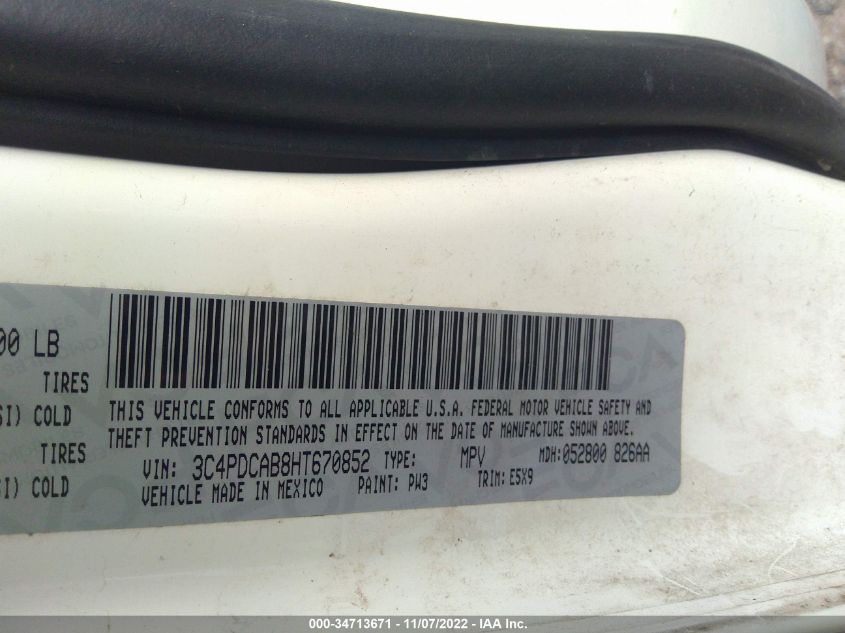 00 LB
TIRES
SI) COLD
TIRES
SI) COLD
THIS VEHICLE CONFORMS TO ALL APPLICABLE U.S.A. FEDERAL MOTOR VEHICLE SAFETY AND
THEFT PREVENTION STANDARDS IN EFFECT ON THE DATE OF MANUFACTURE SHOWN ABOVE.
VIN: 3C4PDCAB8HT670852 TYPE: MPV MDH:052800 826AA
VEHICLE MADE IN MEXICO PAINT: PW3 TRIM: E5X9
000-34713671 - 11/07/2022 - IAA Inc.